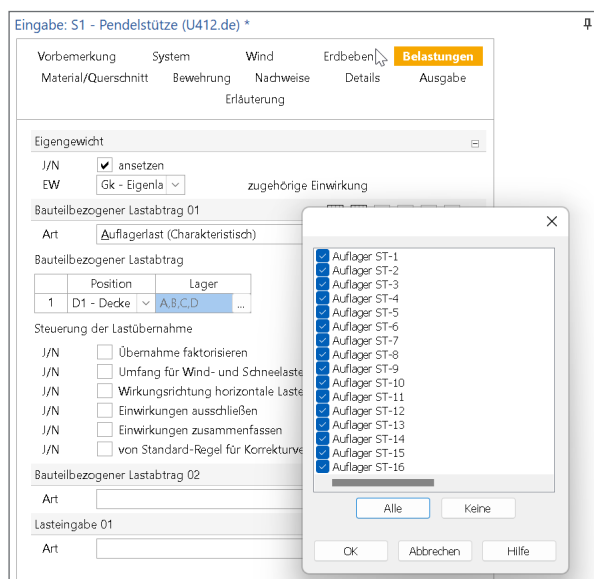 Eingabe: S1 - Pendelstütze (U412.de) *
Vorbemerkung System Wind Erdbeben Belastungen
Material/Querschnitt Bewehrung Nachweise Details Ausgabe
Erläuterung
Eigengewicht
J/N ansetzen
EW Gk - Eigenla zugehörige Einwirkung
Bauteilbezogener Lastabtrag 01
Art Auflagerlast (Charakteristisch)
Bauteilbezogener Lastabtrag
Position Lager
1 D1 - Decke A,B,C,D ...
Steuerung der Lastübernahme
J/N Übernahme faktorisieren
J/N Umfang für Wind- und Schneelaste
J/N Wirkungsrichtung horizontale Laste
J/N Einwirkungen ausschließen
J/N Einwirkungen zusammenfassen
J/N von Standard-Regel für Korrekturve
Bauteilbezogener Lastabtrag 02
Art
Lasteingabe 01
Art
Auflager ST-1
Auflager ST-2
Auflager ST-3
Auflager ST-4
Auflager ST-5
Auflager ST-6
Auflager ST-7
Auflager ST-8
Auflager ST-9
Auflager ST-10
Auflager ST-11
Auflager ST-12
Auflager ST-13
Auflager ST-14
Auflager ST-15
Auflager ST-16
Alle Keine
OK Abbrechen Hilfe